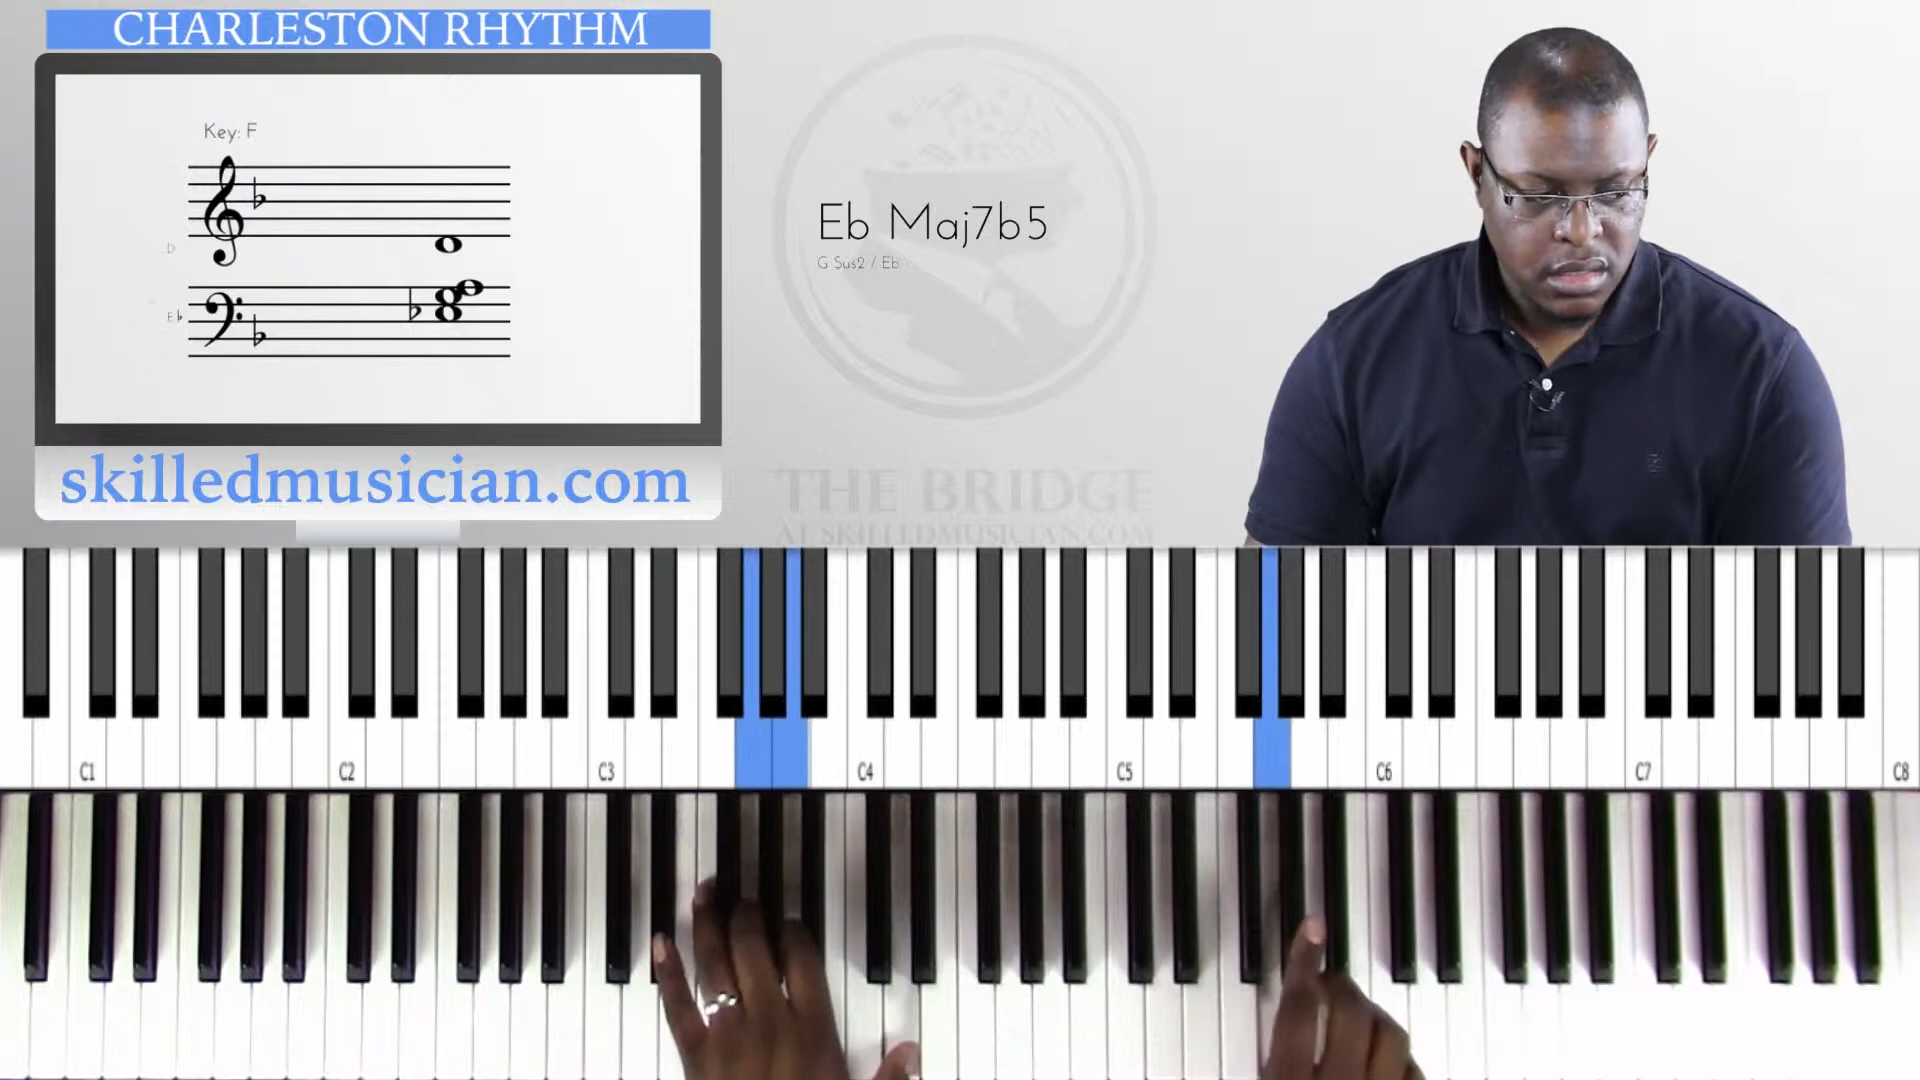 CHARLESTON RHYTHM
Key: F
D
Eb
skilledmusician.com
Eb Maj7b5
G Sus2 / Eb
THE BRIDGE
AT SKILLEDMUSICIAN.COM
C1
C2
C3
C4
C5
C6
C7
C8